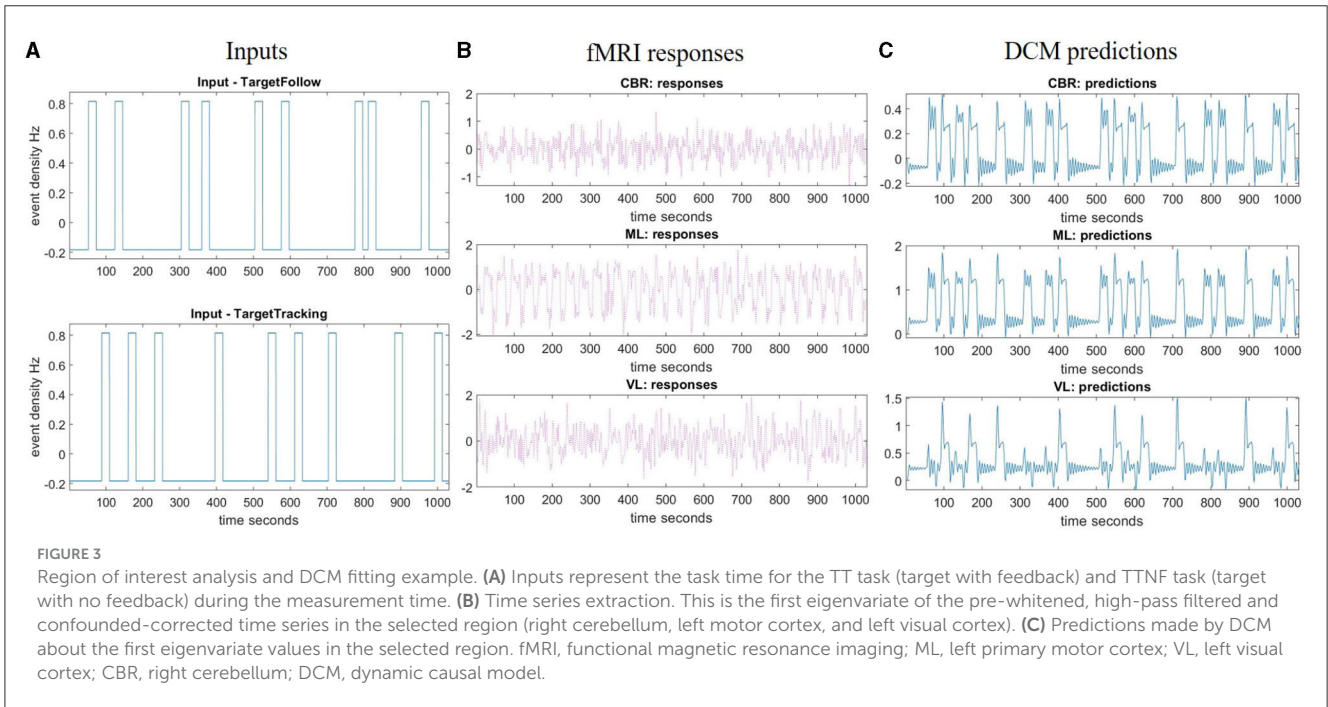 A Inputs
Input - TargetFollow
event density Hz
0.8
0.6
0.4
0.2
0
-0.2
100 200 300 400 500 600 700 800 900 1000
Input - TargetTracking
event density Hz
0.8
0.6
0.4
0.2
0
-0.2
100 200 300 400 500 600 700 800 900 1000
time seconds
B fMRI responses
CBR: responses
2
1
0
-1
100 200 300 400 500 600 700 800 900 1000
time seconds
ML: responses
2
0
-2
100 200 300 400 500 600 700 800 900 1000
time seconds
VL: responses
2
0
-2
100 200 300 400 500 600 700 800 900 1000
time seconds
C DCM predictions
CBR: predictions
0.4
0.2
0
-0.2
100 200 300 400 500 600 700 800 900 1000
time seconds
ML: predictions
2
1
0
100 200 300 400 500 600 700 800 900 1000
time seconds
VL: predictions
1.5
1
0.5
0
100 200 300 400 500 600 700 800 900 1000
time seconds
FIGURE 3
Region of interest analysis and DCM fitting example. (A) Inputs represent the task time for the TT task (target with feedback) and TTNF task (target
with no feedback) during the measurement time. (B) Time series extraction. This is the first eigenvariate of the pre-whitened, high-pass filtered and
confounded-corrected time series in the selected region (right cerebellum, left motor cortex, and left visual cortex). (C) Predictions made by DCM
about the first eigenvariate values in the selected region. fMRI, functional magnetic resonance imaging; ML, left primary motor cortex; VL, left visual
cortex; CBR, right cerebellum; DCM, dynamic causal model.